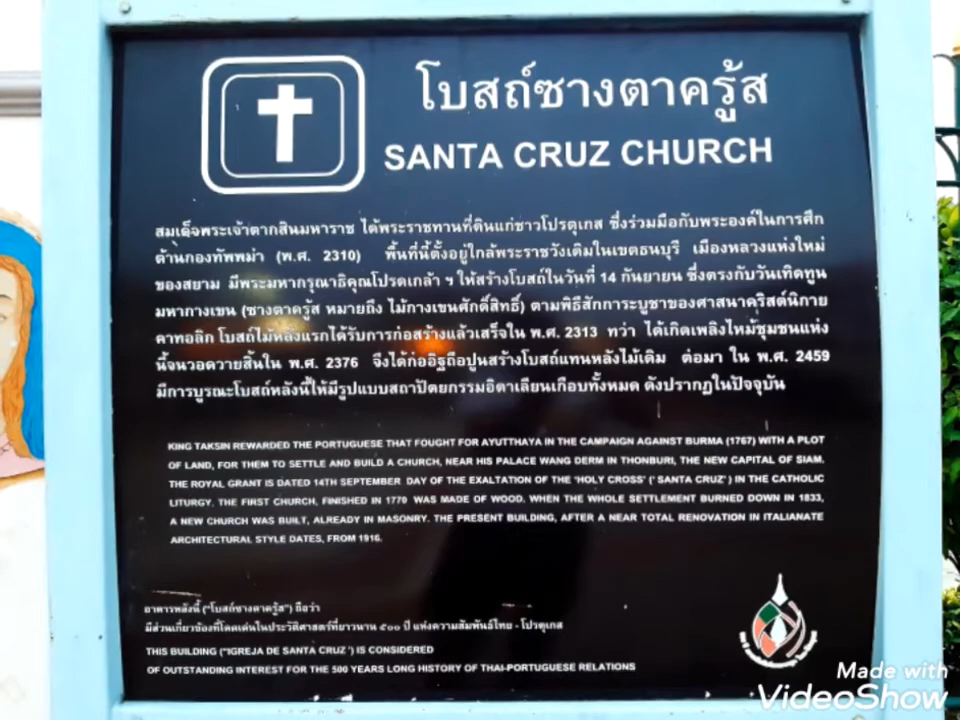 โบสถ์ซางตาครู้ส
SANTA CRUZ CHURCH
สมเด็จพระเจ้าตากสินมหาราช ได้พระราชทานที่ดินแก่ชาวโปรตุเกส ซึ่งร่วมมือกับพระองค์ในการศึก
ต้านกองทัพพม่า (พ.ศ. 2310) พื้นที่นี้ตั้งอยู่ใกล้พระราชวังเดิมในเขตธนบุรี เมืองหลวงแห่งใหม่
ของสยาม มีพระมหากรุณาธิคุณโปรดเกล้า ฯ ให้สร้างโบสถ์ในวันที่ 14 กันยายน ซึ่งตรงกับวันเทิดทูน
มหากางเขน (ซางตาครู้ส หมายถึง ไม้กางเขนศักดิ์สิทธิ์) ตามพิธีสักการะบูชาของศาสนาคริสต์นิกาย
คาทอลิก โบสถ์ไม้หลังแรกได้รับการก่อสร้างแล้วเสร็จใน พ.ศ. 2313 ทว่า ได้เกิดเพลิงไหม้ชุมชนแห่ง
นี้จนวอดวายสิ้นใน พ.ศ. 2376 จึงได้ก่ออิฐถือปูนสร้างโบสถ์แทนหลังไม้เดิม ต่อมา ใน พ.ศ. 2459
มีการบูรณะโบสถ์หลังนี้ให้มีรูปแบบสถาปัตยกรรมอิตาเลียนเกือบทั้งหมด ดังปรากฏในปัจจุบัน
KING TAKSIN REWARDED THE PORTUGUESE THAT FOUGHT FOR AYUTTHAYA IN THE CAMPAIGN AGAINST BURMA (1767) WITH A PLOT
OF LAND, FOR THEM TO SETTLE AND BUILD A CHURCH, NEAR HIS PALACE WANG DERM IN THONBURI, THE NEW CAPITAL OF SIAM.
THE ROYAL GRANT IS DATED 14TH SEPTEMBER DAY OF THE EXALTATION OF THE 'HOLY CROSS' (' SANTA CRUZ' ) IN THE CATHOLIC
LITURGY. THE FIRST CHURCH, FINISHED IN 1770 WAS MADE OF WOOD. WHEN THE WHOLE SETTLEMENT BURNED DOWN IN 1833,
A NEW CHURCH WAS BUILT, ALREADY IN MASONRY. THE PRESENT BUILDING, AFTER A NEAR TOTAL RENOVATION IN ITALIANATE
ARCHITECTURAL STYLE DATES, FROM 1916.
อาคารหลังนี้ ("โบสถ์ซางตาครู้ส") ถือว่า
มีส่วนเกี่ยวข้องที่โดดเด่นในประวัติศาสตร์ที่ยาวนาน ๕๐๐ ปี แห่งความสัมพันธ์ไทย - โปรตุเกส
THIS BUILDING ("IGREJA DE SANTA CRUZ ') IS CONSIDERED
OF OUTSTANDING INTEREST FOR THE 500 YEARS LONG HISTORY OF THAI-PORTUGUESE RELATIONS
Made with
VideoShow